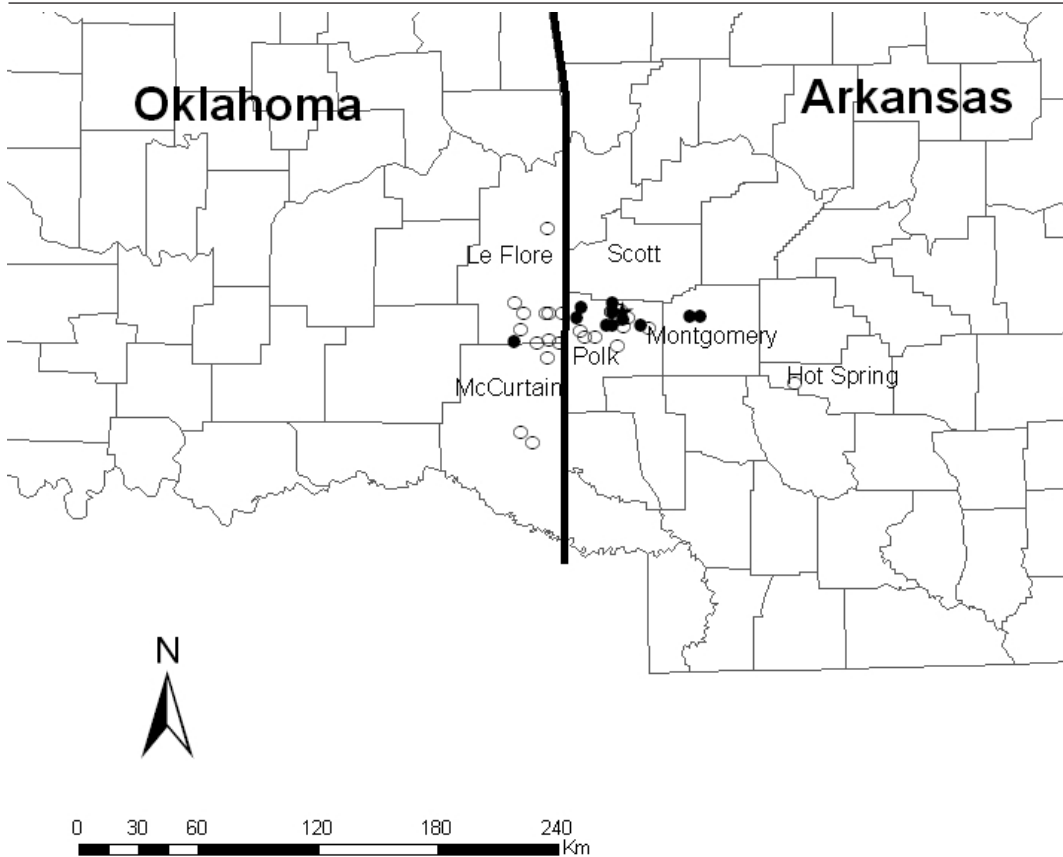 Oklahoma
Arkansas
Le Flore
Scott
Montgomery
Polk
Hot Spring
McCurtain
N
0 30 60 120 180 240
Km